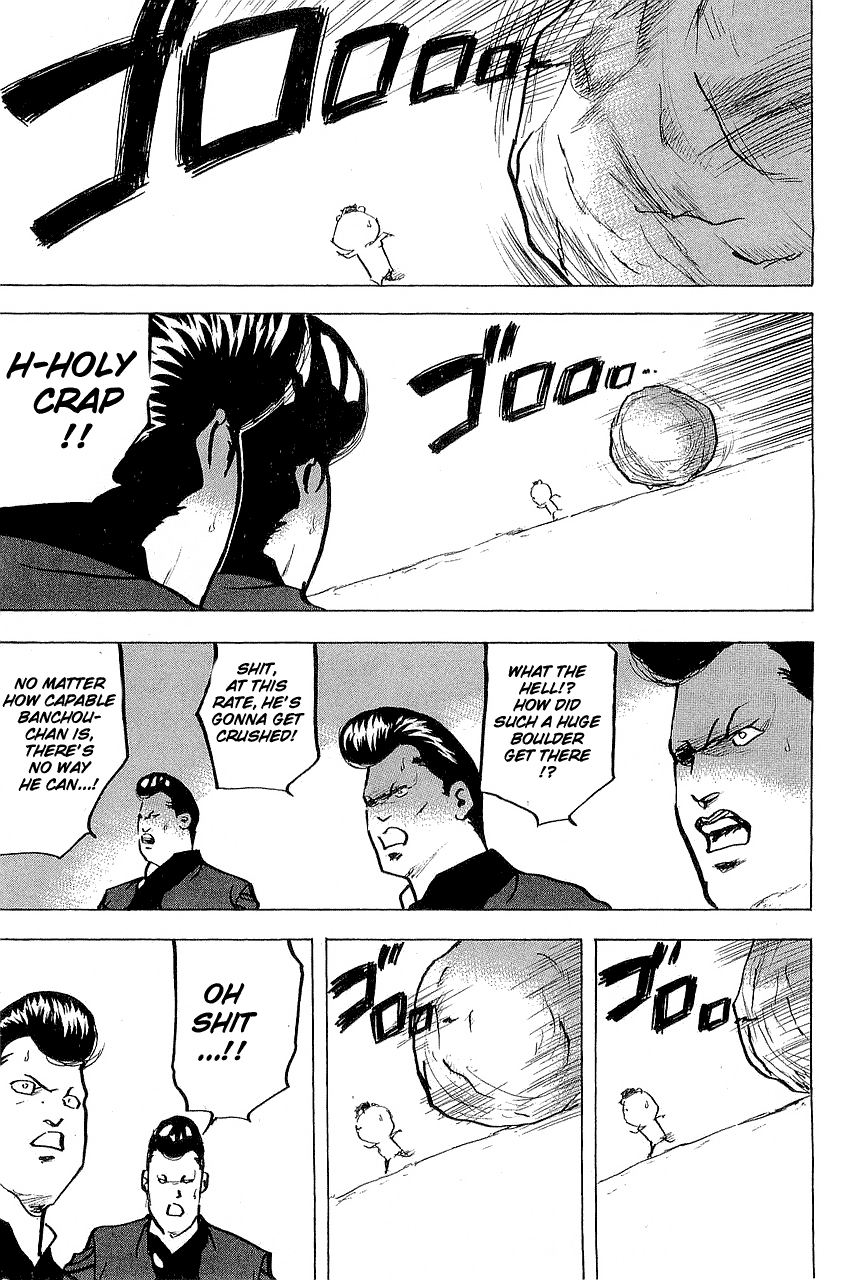 ゴロロロロ…
H-HOLY
CRAP
!!
ゴロロロロ…
WHAT THE
HELL!?
HOW DID
SUCH A HUGE
BOULDER
GET THERE
!?
SHIT,
AT THIS
RATE, HE'S
GONNA GET
CRUSHED!
NO MATTER
HOW CAPABLE
BANCHOU-
CHAN IS,
THERE'S
NO WAY
HE CAN...!
ゴロロ…
ゴロロ…
OH
SHIT
...!!